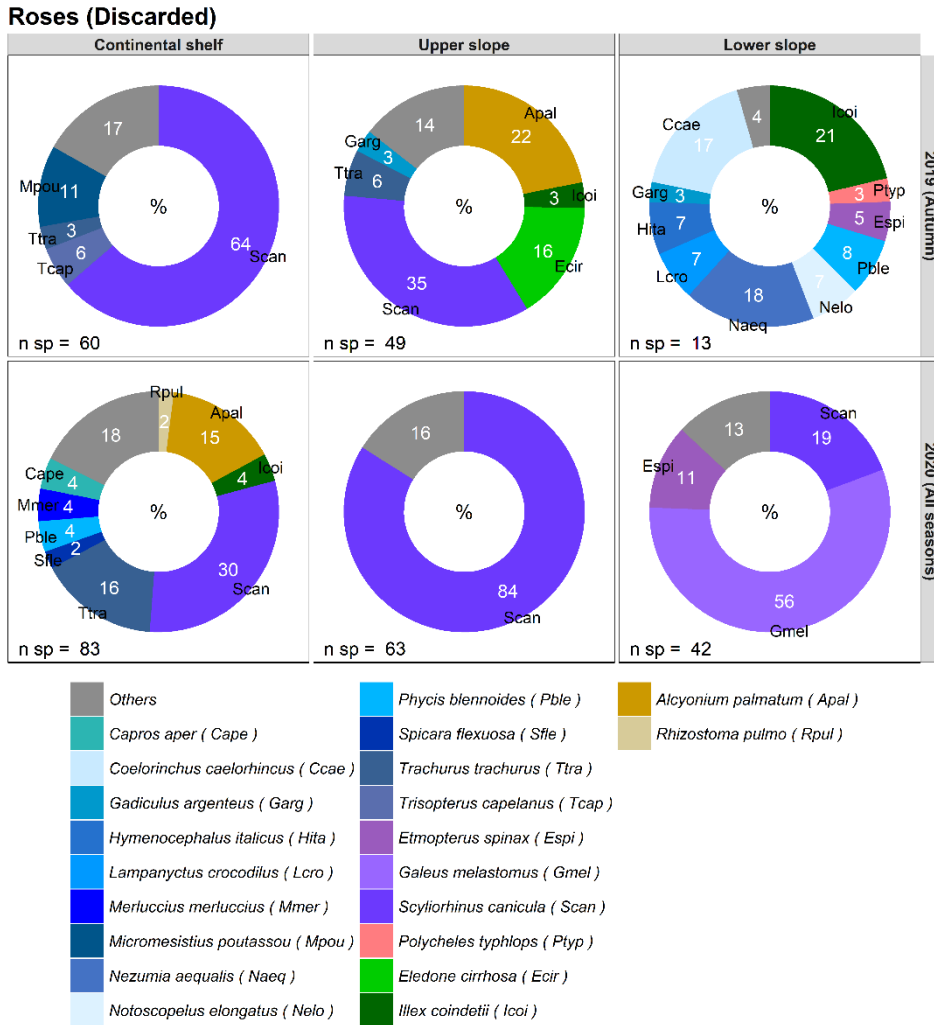 Roses (Discarded)
Continental shelf
Upper slope
Lower slope
2019 (Autumn)
17
Mpou
11
Ttra
3
Tcap
6
64
Scan
%
n sp = 60
Apal
22
14
Garg
3
Ttra
6
3
Icoi
16
Ecir
35
Scan
%
n sp = 49
4
Icoi
21
Ccae
17
Garg
3
3
Ptyp
5
Espi
Hita
7
8
Pble
Lcro
7
7
Nelo
18
Naeq
%
n sp = 13
2020 (All seasons)
Rpul
2
Apal
15
18
4
Icoi
Cape
4
Mmer
4
Pble
4
Sfle
2
30
Scan
16
Ttra
%
n sp = 83
16
84
Scan
%
n sp = 63
13
Scan
19
Espi
11
56
Gmel
%
n sp = 42
Others
Capros aper ( Cape )
Coelorinchus caelorhincus ( Ccae )
Gadiculus argenteus ( Garg )
Hymenocephalus italicus ( Hita )
Lampanyctus crocodilus ( Lcro )
Merluccius merluccius ( Mmer )
Micromesistius poutassou ( Mpou )
Nezumia aequalis ( Naeq )
Notoscopelus elongatus ( Nelo )
Phycis blennoides ( Pble )
Spicara flexuosa ( Sfle )
Trachurus trachurus ( Ttra )
Trisopterus capelanus ( Tcap )
Etmopterus spinax ( Espi )
Galeus melastomus ( Gmel )
Scyliorhinus canicula ( Scan )
Polycheles typhlops ( Ptyp )
Eledone cirrhosa ( Ecir )
Illex coindetii ( Icoi )
Alcyonium palmatum ( Apal )
Rhizostoma pulmo ( Rpul )